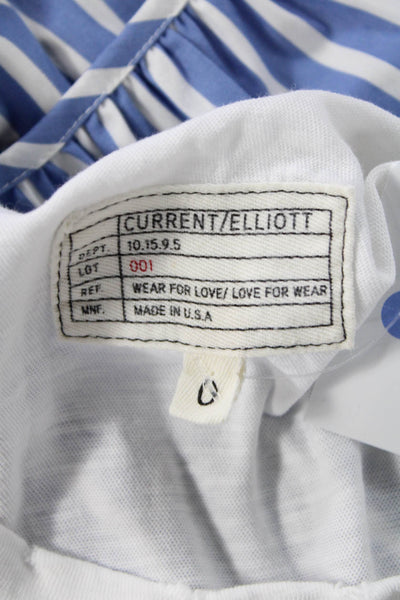 CURRENT/ELLIOTT
DEPT. 10.15.9.5
LOT 001
REF. WEAR FOR LOVE/ LOVE FOR WEAR
MNF. MADE IN U.S.A
0